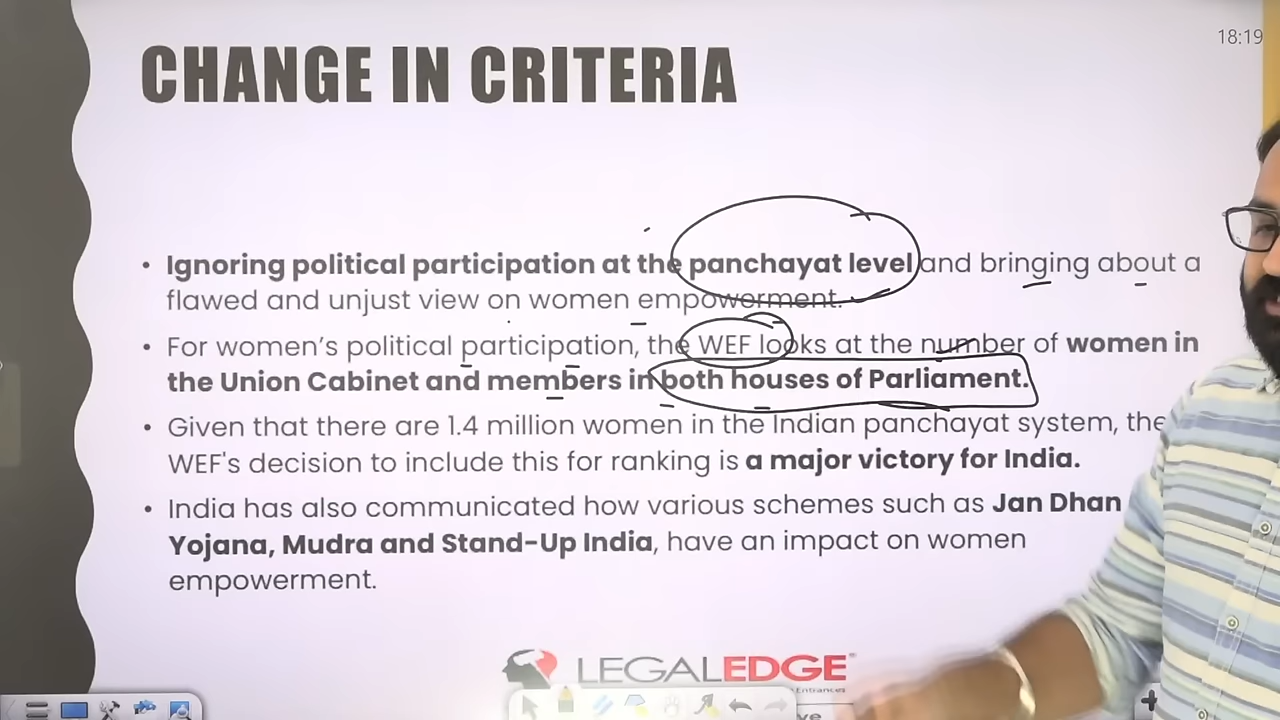 18:19
CHANGE IN CRITERIA
• Ignoring political participation at the panchayat level and bringing about a
flawed and unjust view on women empowerment.
• For women's political participation, the WEF looks at the number of women in
the Union Cabinet and members in both houses of Parliament.
• Given that there are 1.4 million women in the Indian panchayat system, the
WEF's decision to include this for ranking is a major victory for India.
• India has also communicated how various schemes such as Jan Dhan
Yojana, Mudra and Stand-Up India, have an impact on women
empowerment.
LEGALEDGE
Entrances